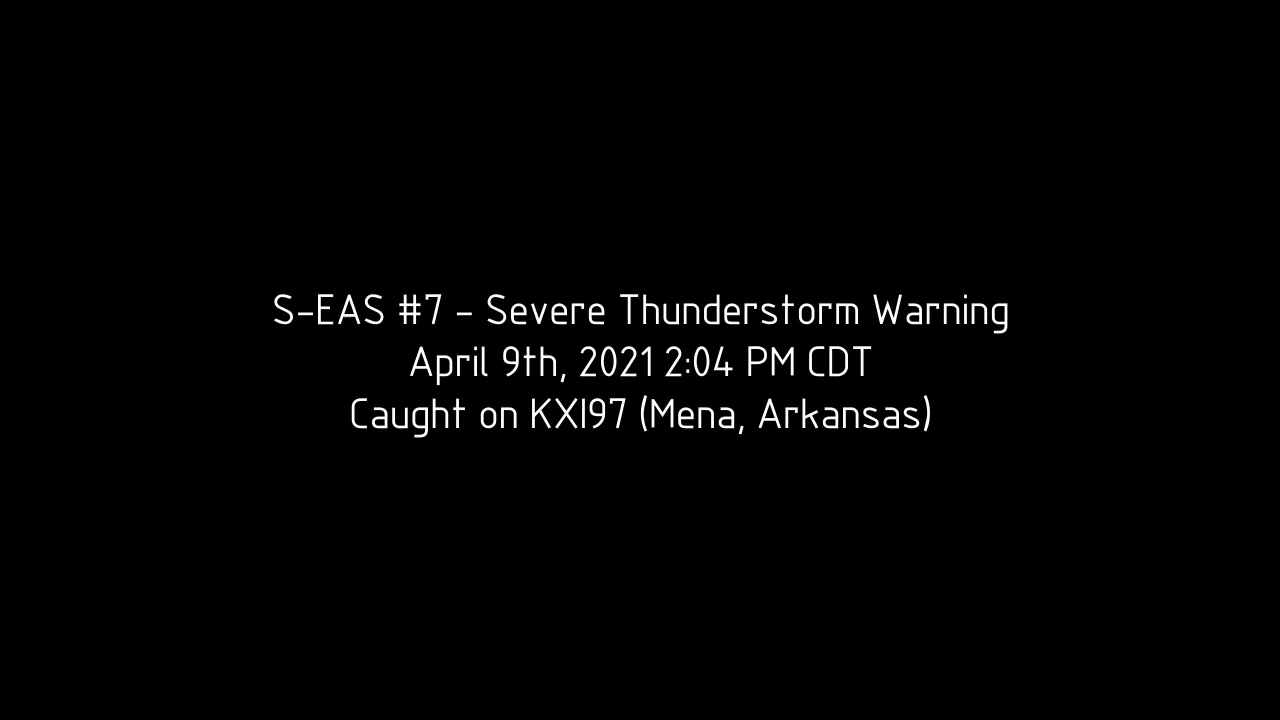 S-EAS #7 - Severe Thunderstorm Warning
April 9th, 2021 2:04 PM CDT
Caught on KXI97 (Mena, Arkansas)